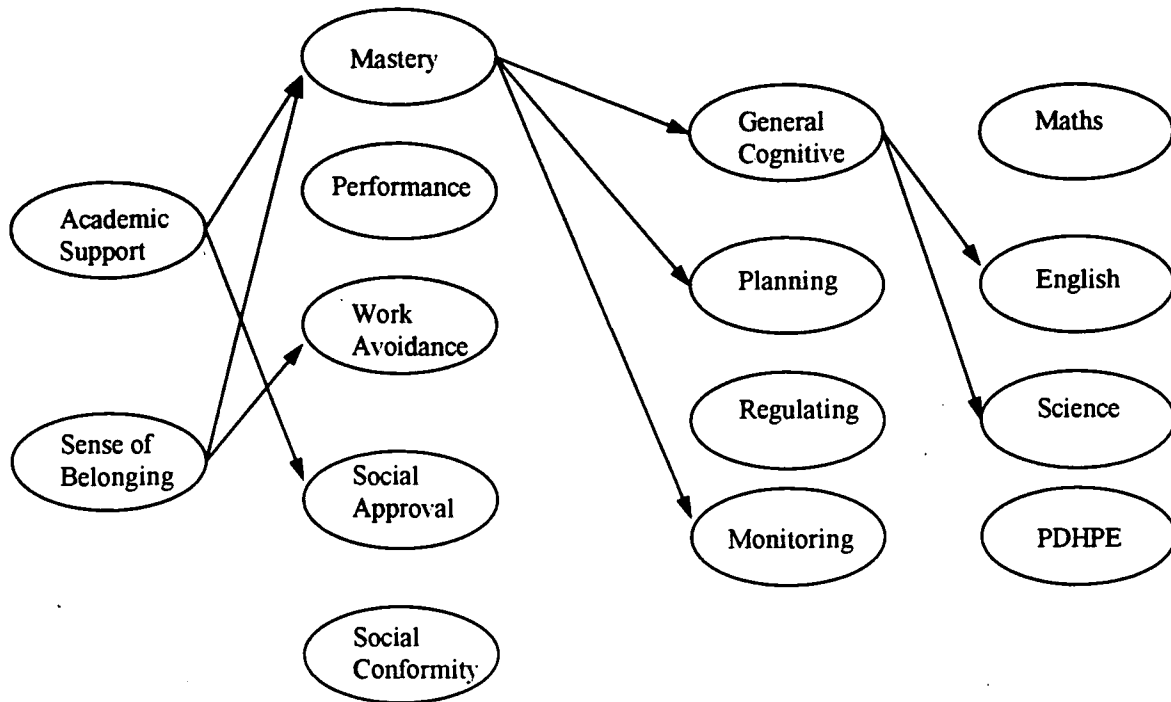 Academic
Support
Sense of
Belonging
Mastery
Performance
Work
Avoidance
Social
Approval
Social
Conformity
General
Cognitive
Planning
Regulating
Monitoring
Maths
English
Science
PDHPE